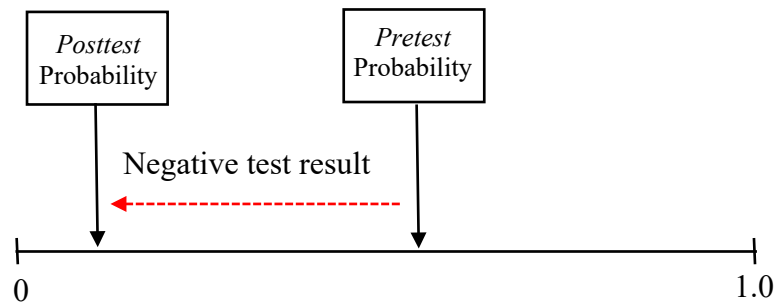 Posttest
Probability
Pretest
Probability
Negative test result
0
1.0